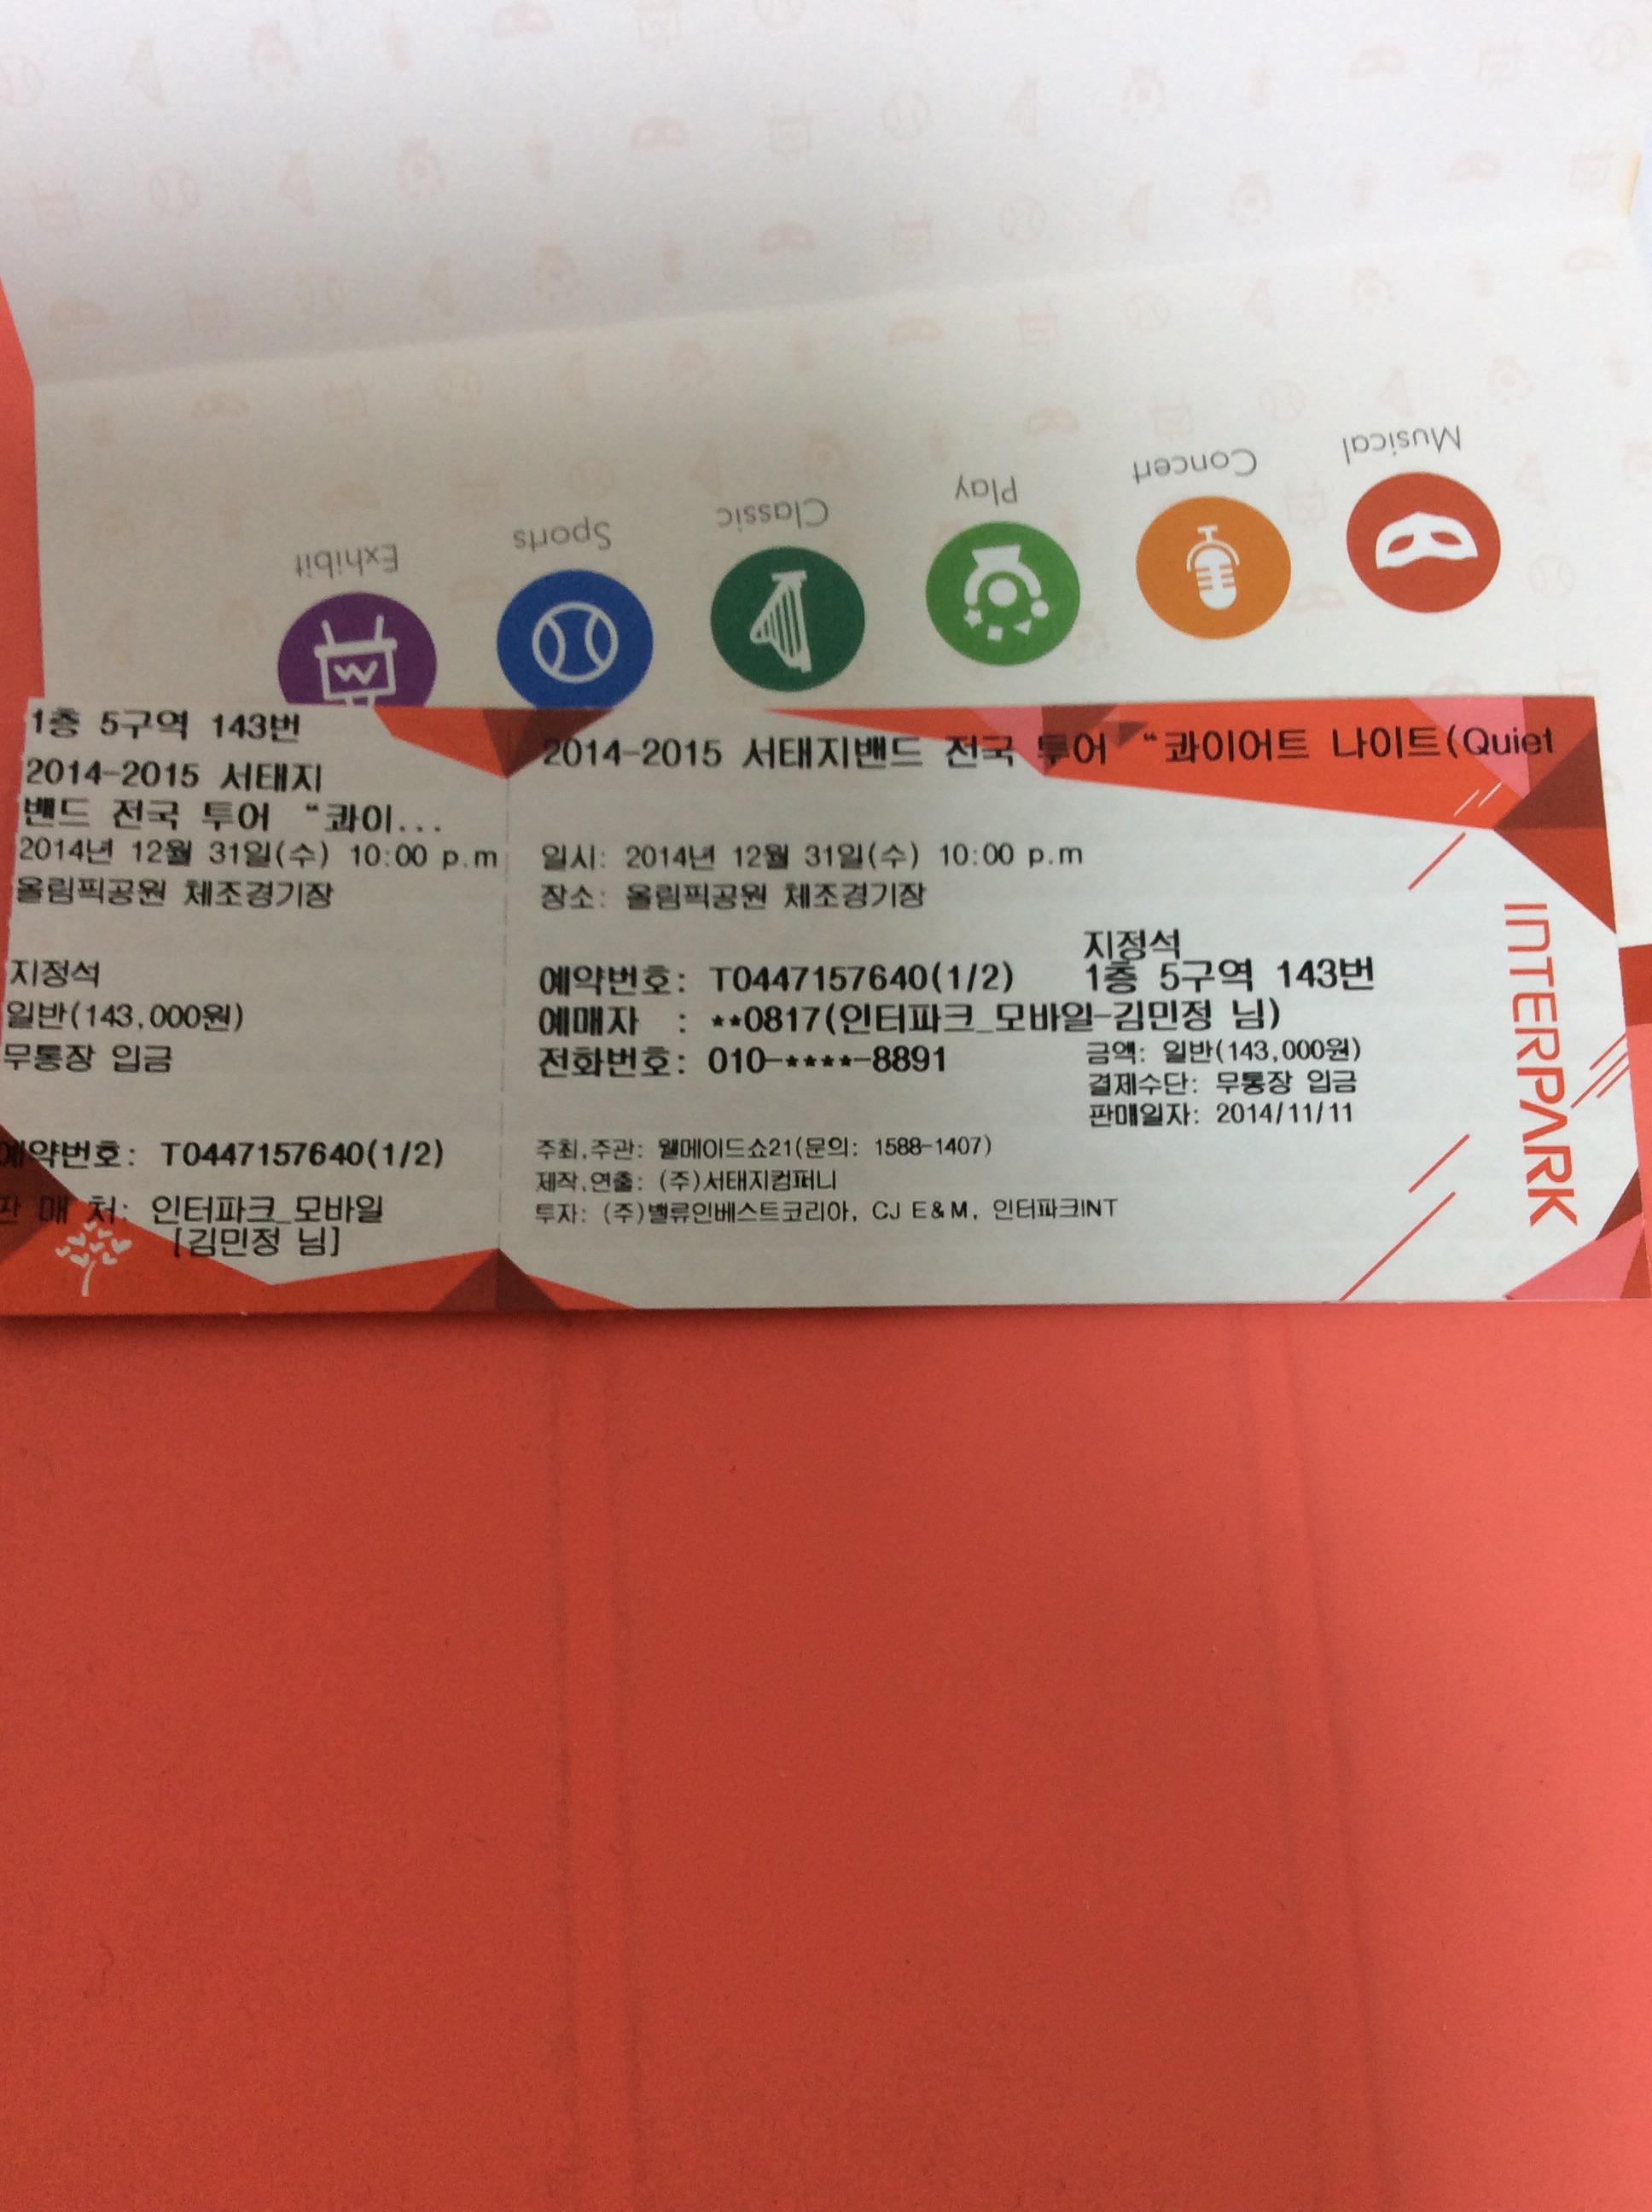 Musical
Concert
Play
Classic
Sports
Exhibit
1층 5구역 143번
2014-2015 서태지
밴드 전국 투어 “콰이...
2014년 12월 31일(수) 10:00 p.m
올림픽공원 체조경기장
지정석
일반(143,000원)
무통장 입금
예약번호: T0447157640(1/2)
판 매 처: 인터파크_모바일
[김민정 님]
2014-2015 서태지밴드 전국 투어 “콰이어트 나이트(Quiet
일시: 2014년 12월 31일(수) 10:00 p.m
장소: 올림픽공원 체조경기장
지정석
예약번호: T0447157640(1/2) 1층 5구역 143번
예매자 : **0817(인터파크_모바일-김민정 님)
전화번호: 010-****-8891 금액: 일반(143,000원)
결제수단: 무통장 입금
판매일자: 2014/11/11
주최,주관: 웰메이드쇼21(문의: 1588-1407)
제작,연출: (주)서태지컴퍼니
투자: (주)밸류인베스트코리아, CJ E&M, 인터파크INT
INTERPARK